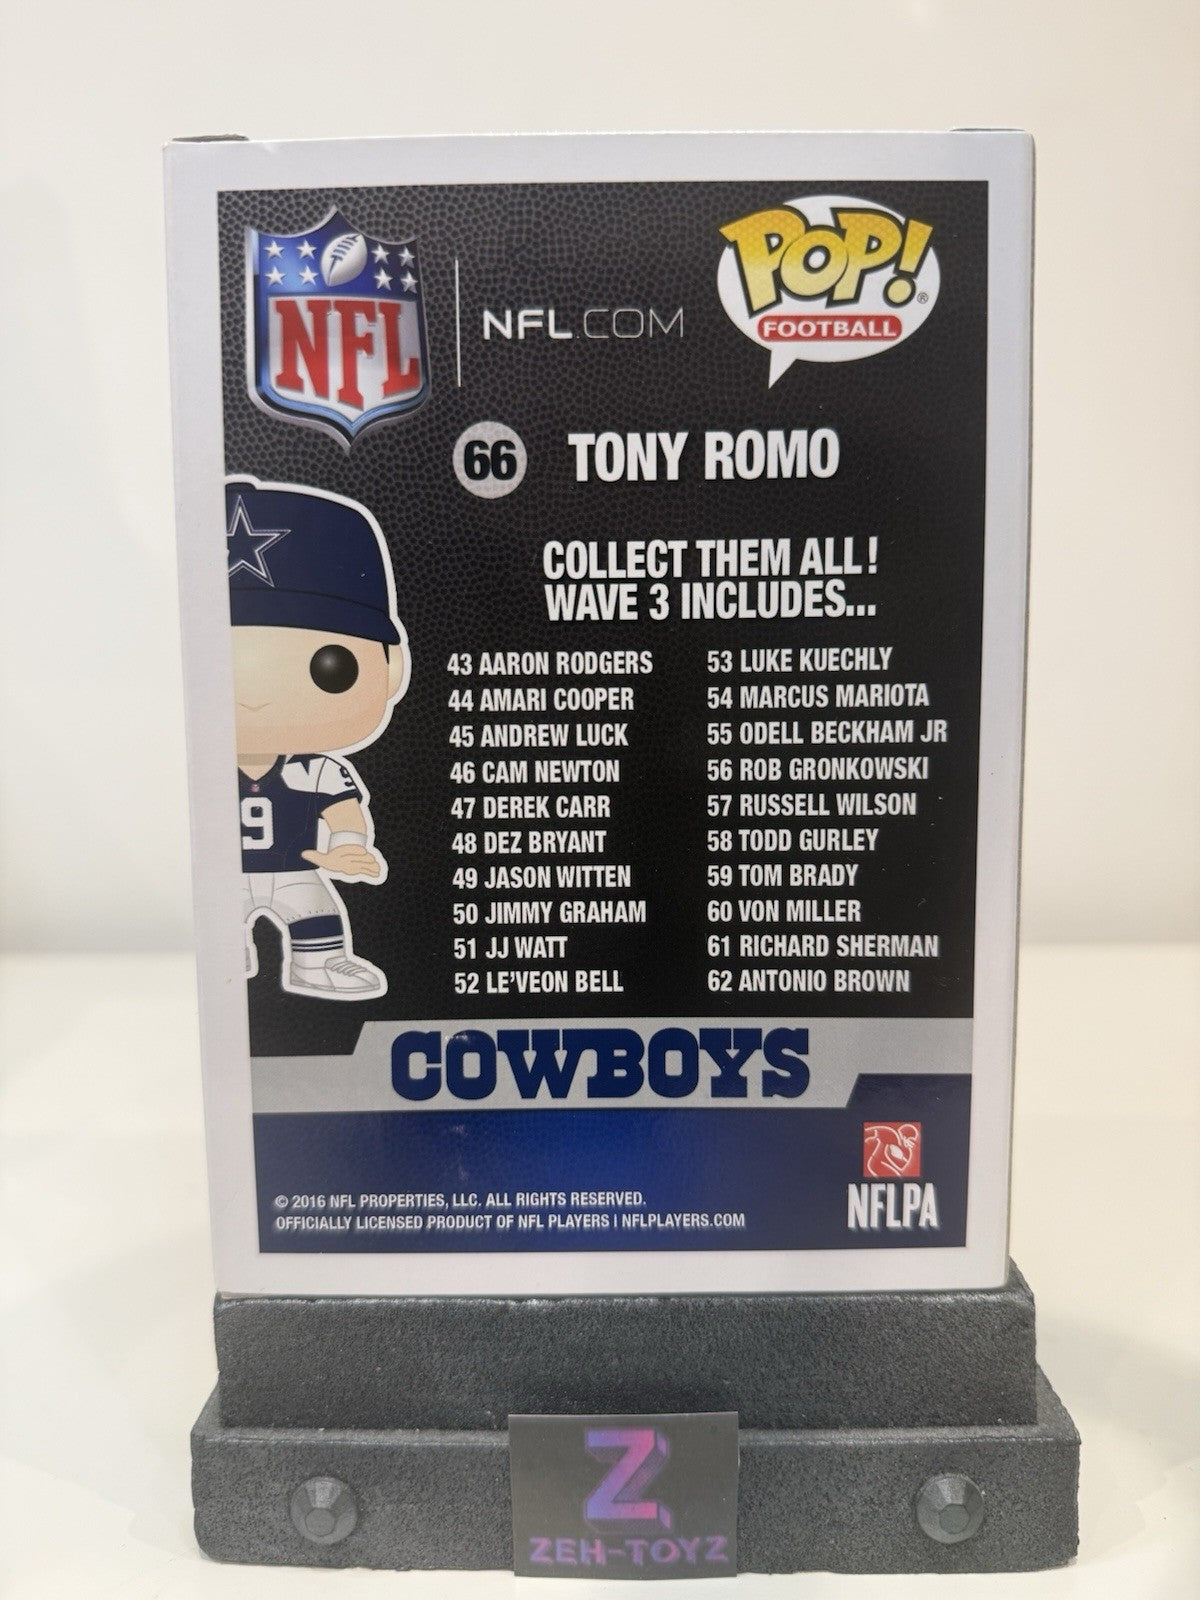 NFL
NFL.COM
POP!®
FOOTBALL
66 TONY ROMO
COLLECT THEM ALL!
WAVE 3 INCLUDES...
43 AARON RODGERS
44 AMARI COOPER
45 ANDREW LUCK
46 CAM NEWTON
47 DEREK CARR
48 DEZ BRYANT
49 JASON WITTEN
50 JIMMY GRAHAM
51 JJ WATT
52 LE'VEON BELL
53 LUKE KUECHLY
54 MARCUS MARIOTA
55 ODELL BECKHAM JR
56 ROB GRONKOWSKI
57 RUSSELL WILSON
58 TODD GURLEY
59 TOM BRADY
60 VON MILLER
61 RICHARD SHERMAN
62 ANTONIO BROWN
9
9
COWBOYS
© 2016 NFL PROPERTIES, LLC. ALL RIGHTS RESERVED.
OFFICIALLY LICENSED PRODUCT OF NFL PLAYERS | NFLPLAYERS.COM
NFLPA
Z
ZEH-TOYZ